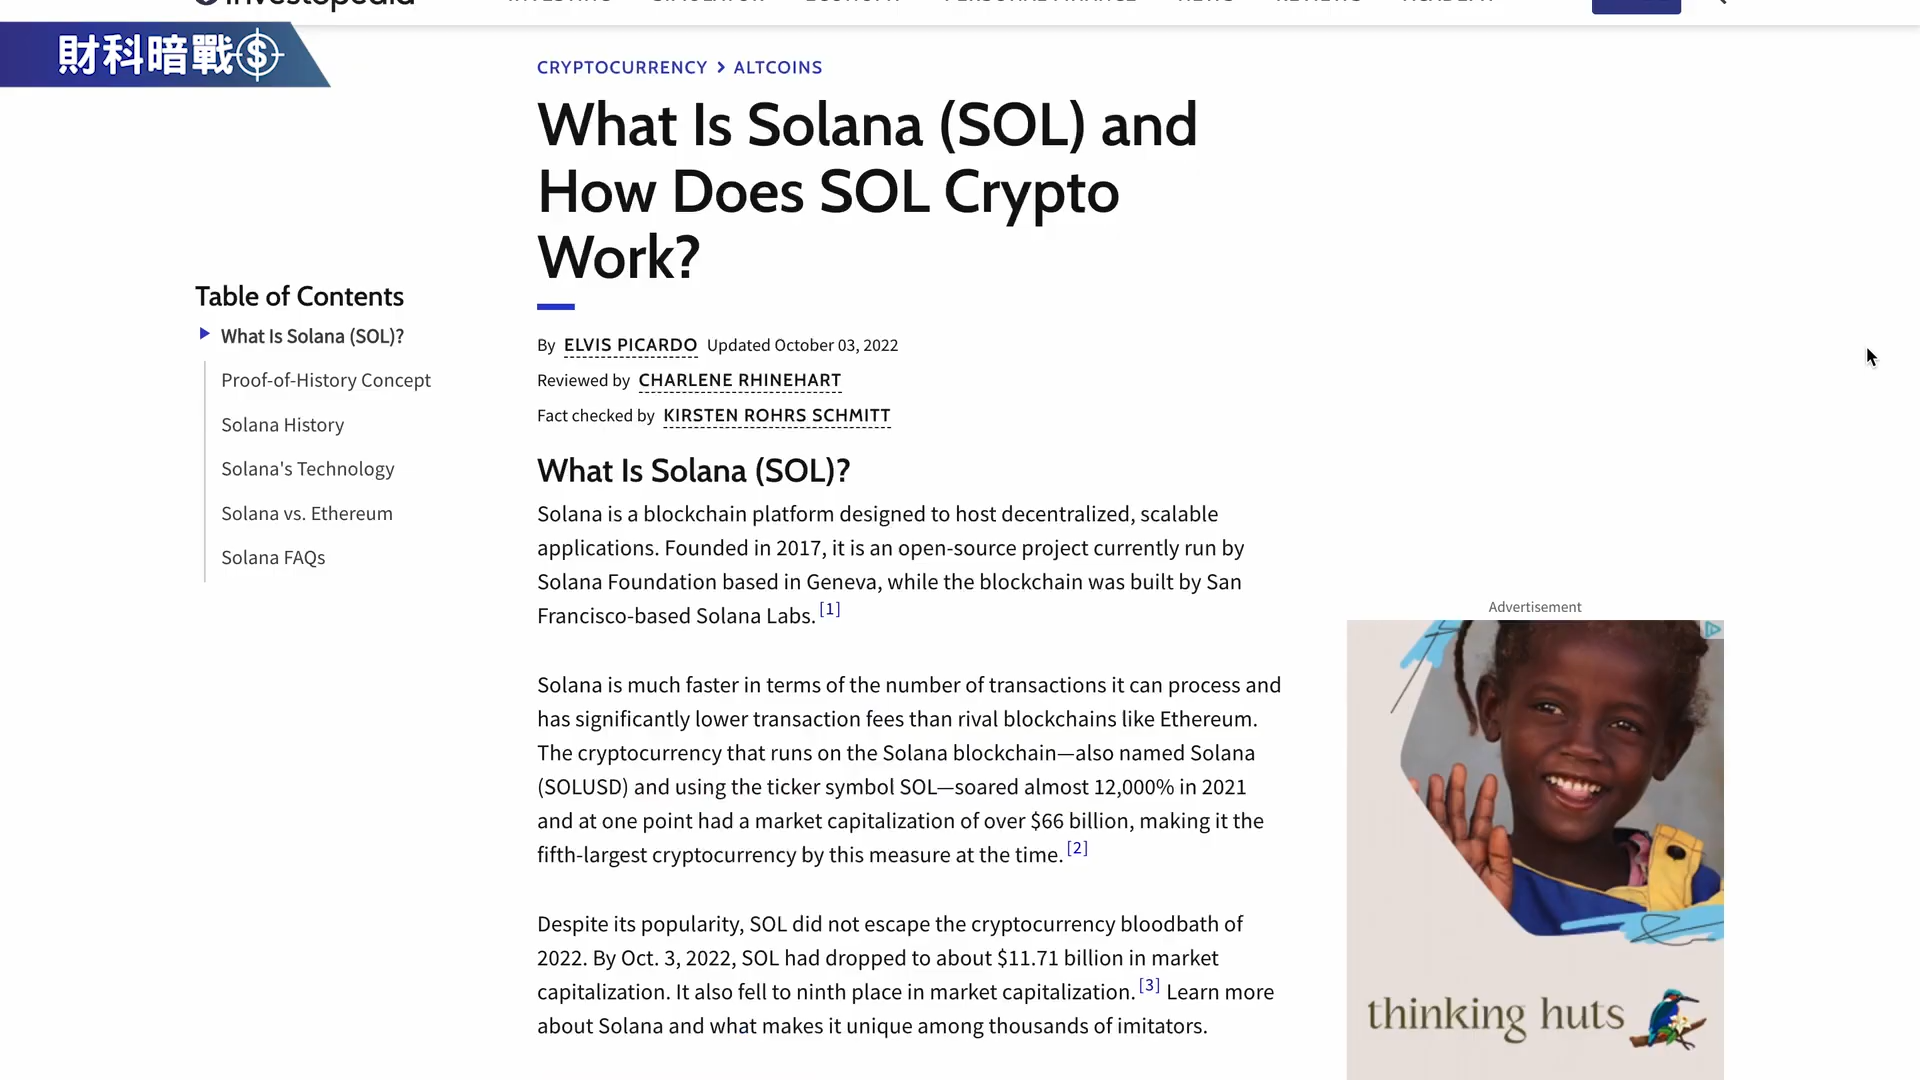 財科暗戰$
CRYPTOCURRENCY > ALTCOINS
What Is Solana (SOL) and
How Does SOL Crypto
Work?
Table of Contents
What Is Solana (SOL)?
Proof-of-History Concept
Solana History
Solana's Technology
Solana vs. Ethereum
Solana FAQs
By ELVIS PICARDO Updated October 03, 2022
Reviewed by CHARLENE RHINEHART
Fact checked by KIRSTEN ROHRS SCHMITT
What Is Solana (SOL)?
Solana is a blockchain platform designed to host decentralized, scalable
applications. Founded in 2017, it is an open-source project currently run by
Solana Foundation based in Geneva, while the blockchain was built by San
Francisco-based Solana Labs. [1]
Solana is much faster in terms of the number of transactions it can process and
has significantly lower transaction fees than rival blockchains like Ethereum.
The cryptocurrency that runs on the Solana blockchain—also named Solana
(SOLUSD) and using the ticker symbol SOL—soared almost 12,000% in 2021
and at one point had a market capitalization of over $66 billion, making it the
fifth-largest cryptocurrency by this measure at the time. [2]
Despite its popularity, SOL did not escape the cryptocurrency bloodbath of
2022. By Oct. 3, 2022, SOL had dropped to about $11.71 billion in market
capitalization. It also fell to ninth place in market capitalization. [3] Learn more
about Solana and what makes it unique among thousands of imitators.
Advertisement
thinking huts